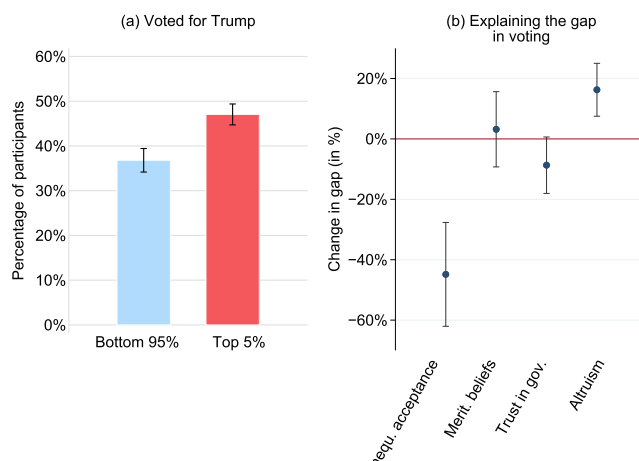 (a) Voted for Trump
60%
50%
40%
30%
20%
10%
0%
Percentage of participants
Bottom 95%
Top 5%
(b) Explaining the gap
in voting
20%
0%
−20%
−40%
−60%
Change in gap (in %)
acceptance
Merit. beliefs
Trust in gov.
Altruism